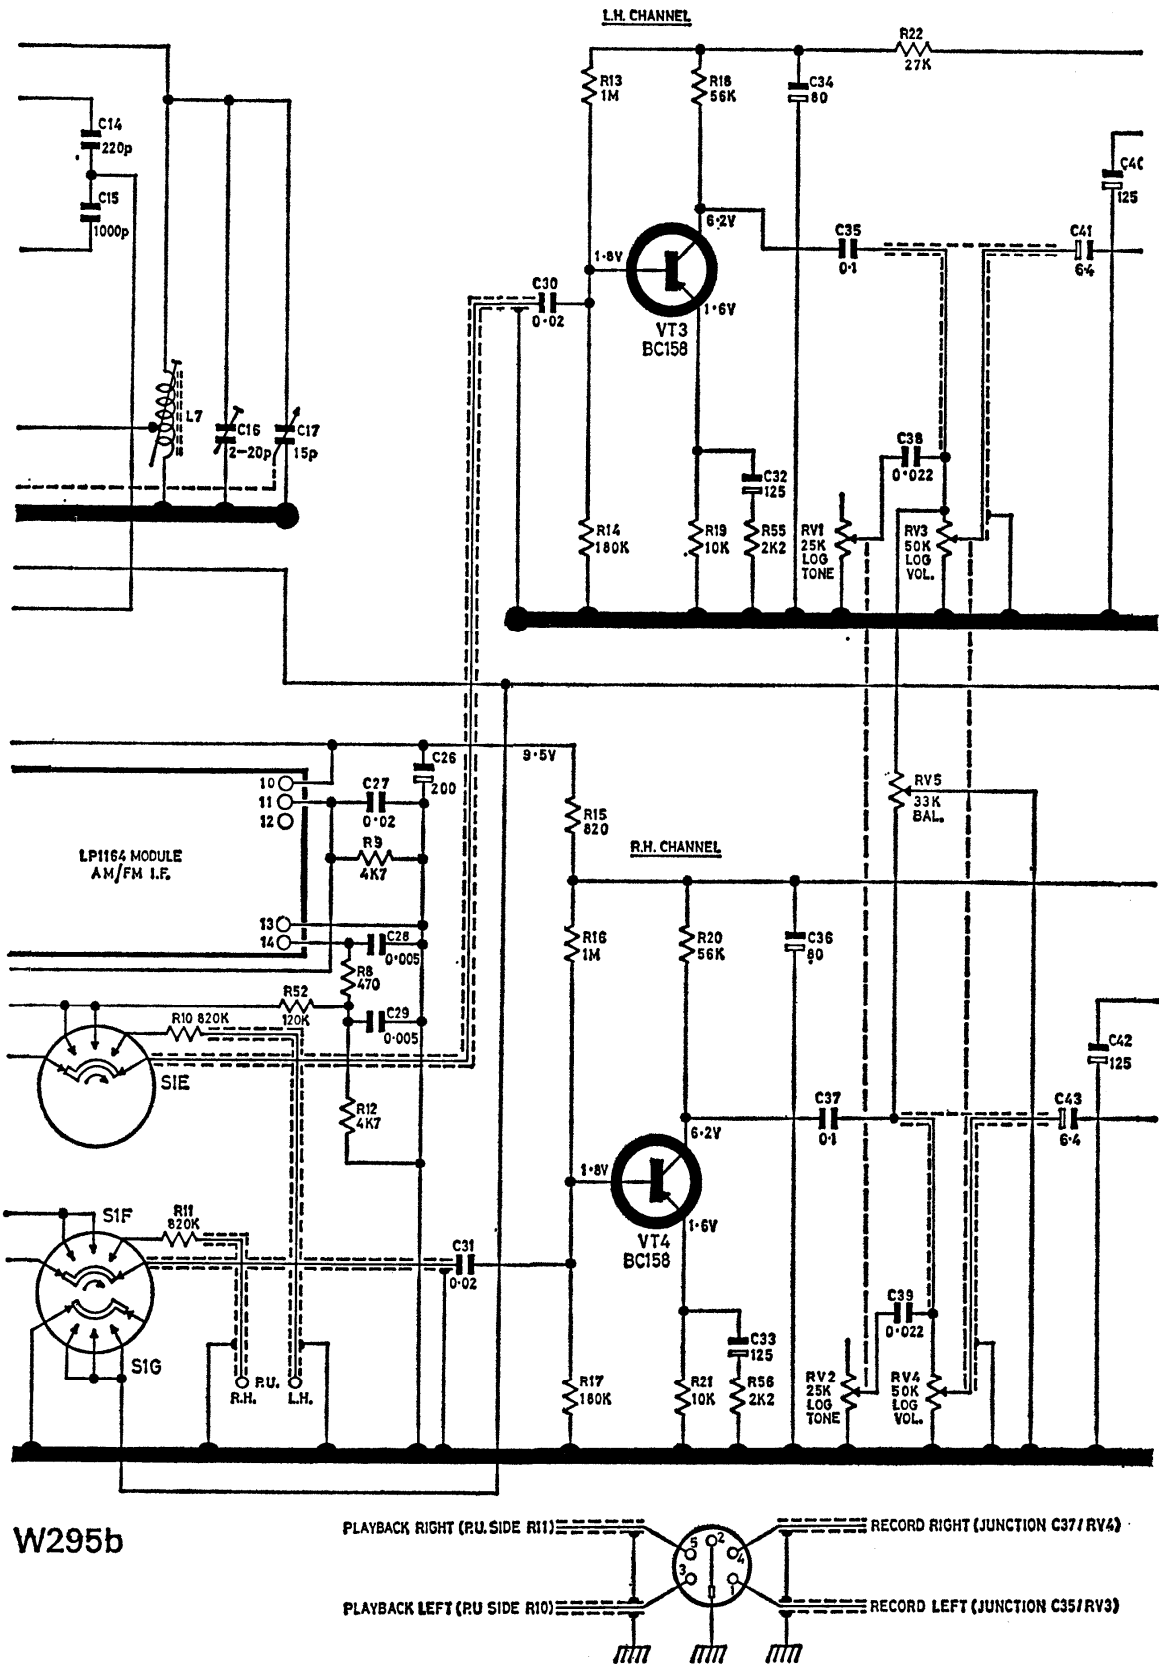 L.H. CHANNEL
R22
27K
R13
1M
R18
56K
C34
80
C14
220p
C15
1000p
C40
125
6.2V
C35
0.1
C41
6.4
1.8V
C30
0.02
1.6V
VT3
BC158
L7
C16
2-20p
C17
15p
C38
0.022
C32
125
R14
180K
R19
10K
R55
2K2
RV1
25K
LOG
TONE
RV3
50K
LOG
VOL.
9.5V
C26
200
10
11
12
C27
0.02
R9
4K7
R15
820
RV5
33K
BAL.
LP1164 MODULE
AM/FM I.F.
R.H. CHANNEL
13
14
C28
0.005
R8
470
R16
1M
R20
56K
C36
80
R52
120K
R10 820K
C29
0.005
S1E
C42
125
R12
4K7
C37
0.1
C43
6.4
6.2V
1.8V
1.6V
VT4
BC158
S1F
R11
820K
C31
0.02
C39
0.022
C33
125
S1G
P.U.
R.H.
L.H.
R17
180K
R21
10K
R56
2K2
RV2
25K
LOG
TONE
RV4
50K
LOG
VOL.
W295b
PLAYBACK RIGHT (P.U. SIDE R11)
5
2
4
RECORD RIGHT (JUNCTION C37/RV4)
3
1
PLAYBACK LEFT (P.U SIDE R10)
RECORD LEFT (JUNCTION C35/RV3)